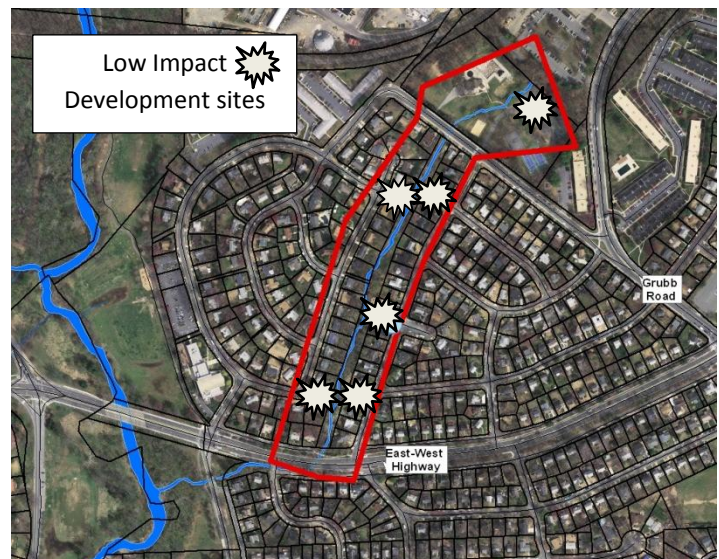 Low Impact
Development sites
Grubb
Road
East-West
Highway